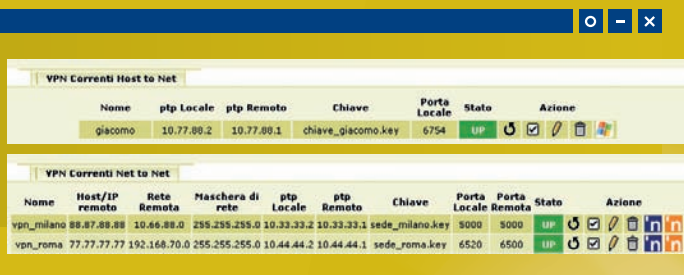 VPN Correnti Host to Net
Nome ptp Locale ptp Remoto Chiave Porta Locale Stato Azione
giacomo 10.77.88.2 10.77.88.1 chiave_giacomo.key 6754 UP
VPN Correnti Net to Net
Nome Host/IP remoto Rete Remota Maschera di rete ptp Locale ptp Remoto Chiave Porta Locale Porta Remota Stato Azione
vpn_milano 88.87.88.88 10.66.88.0 255.255.255.0 10.33.33.2 10.33.33.1 sede_milano.key 5000 5000 UP
vpn_roma 77.77.77.77 192.168.70.0 255.255.255.0 10.44.44.2 10.44.44.1 sede_roma.key 6520 6500 UP